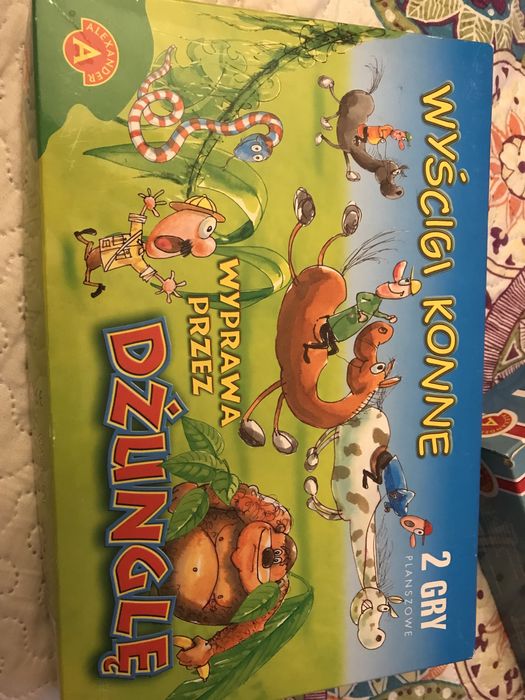 ALEXANDER
A
WYŚCIGI KONNE
2 GRY
PLANSZOWE
WYPRAWA
PRZEZ
DŻUNGLĘ